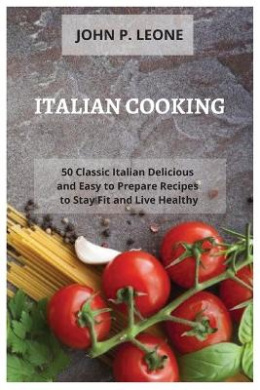 JOHN P. LEONE
ITALIAN COOKING
50 Classic Italian Delicious
and Easy to Prepare Recipes
to Stay Fit and Live Healthy